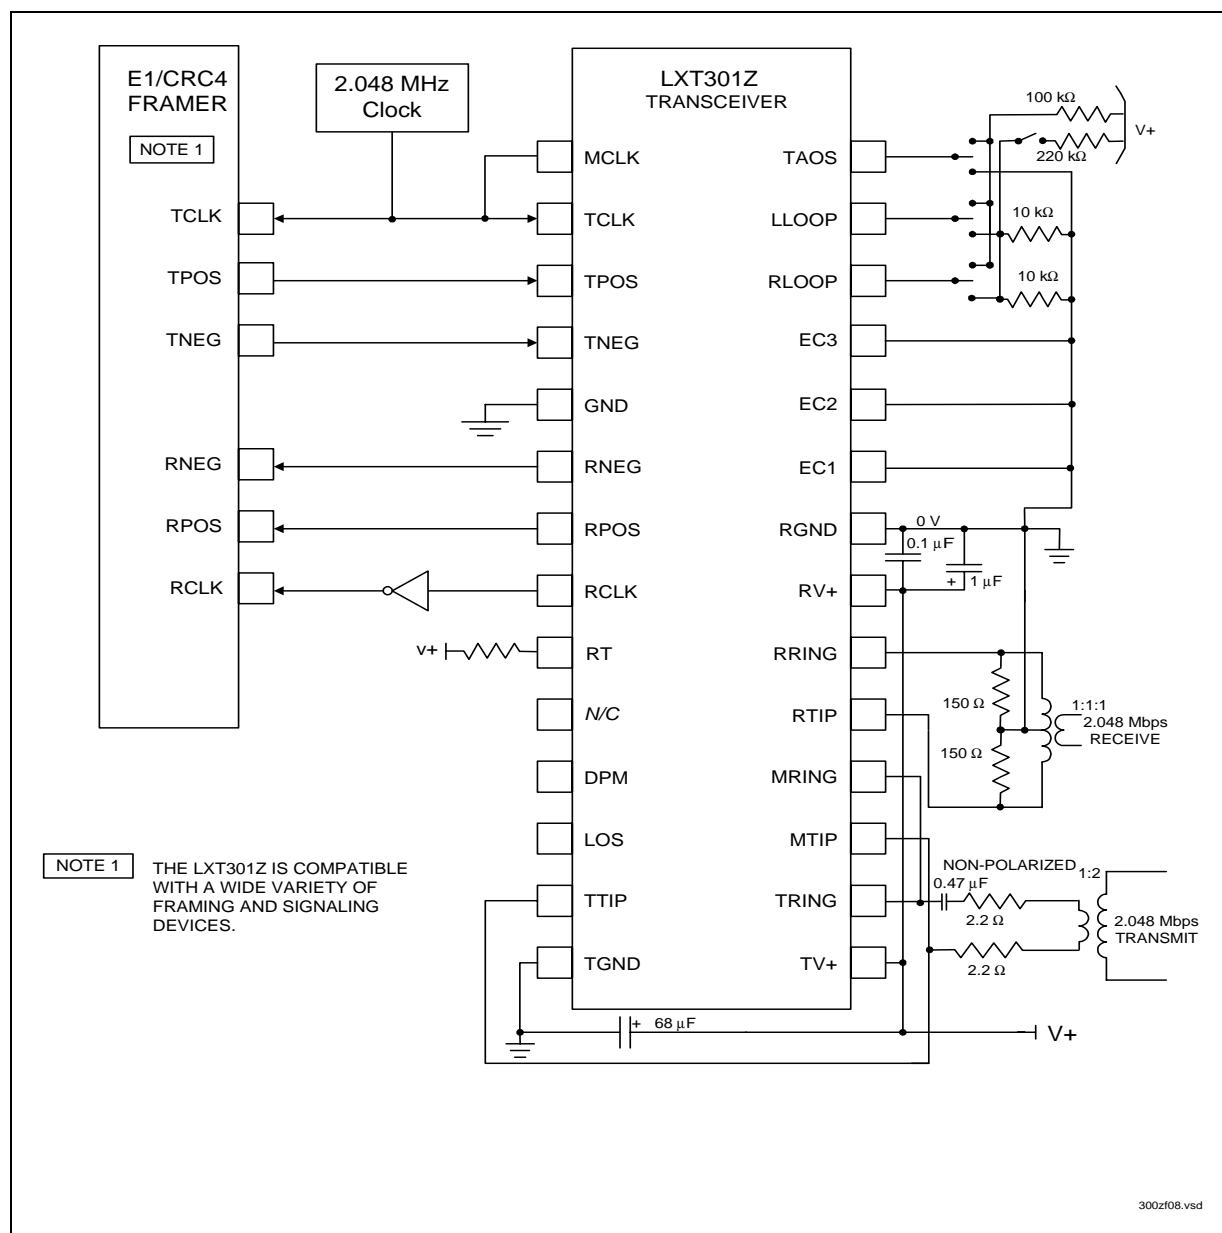 E1/CRC4
FRAMER
NOTE 1
TCLK
TPOS
TNEG
RNEG
RPOS
RCLK
2.048 MHz
Clock
LXT301Z
TRANSCEIVER
MCLK
TCLK
TPOS
TNEG
GND
RNEG
RPOS
RCLK
RT
N/C
DPM
LOS
TTIP
TGND
TAOS
LLOOP
RLOOP
EC3
EC2
EC1
RGND
RV+
RRING
RTIP
MRING
MTIP
TRING
TV+
100 kΩ
V+
220 kΩ
10 kΩ
10 kΩ
0 V
0.1 µF
+ 1 µF
v+
150 Ω
150 Ω
1:1:1
2.048 Mbps
RECEIVE
NON-POLARIZED
1:2
0.47 µF
2.2 Ω
2.2 Ω
2.048 Mbps
TRANSMIT
+ 68 µF
V+
NOTE 1
THE LXT301Z IS COMPATIBLE
WITH A WIDE VARIETY OF
FRAMING AND SIGNALING
DEVICES.
300zf08.vsd